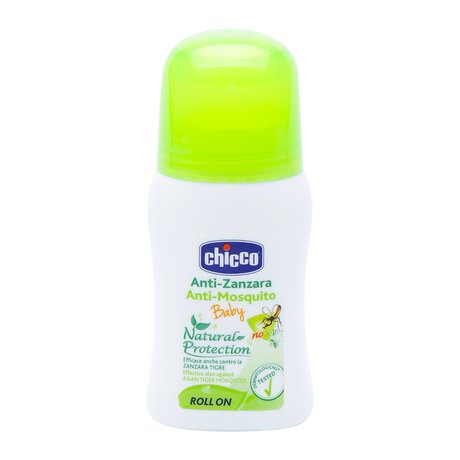 chicco
Anti-Zanzara
Anti-Mosquito
Baby
Natural
Protection
no
Efficace anche contro la
ZANZARA TIGRE
Effective also against
ASIAN TIGER MOSQUITO
DERMATOLOGICALLY
TESTED
ROLL ON